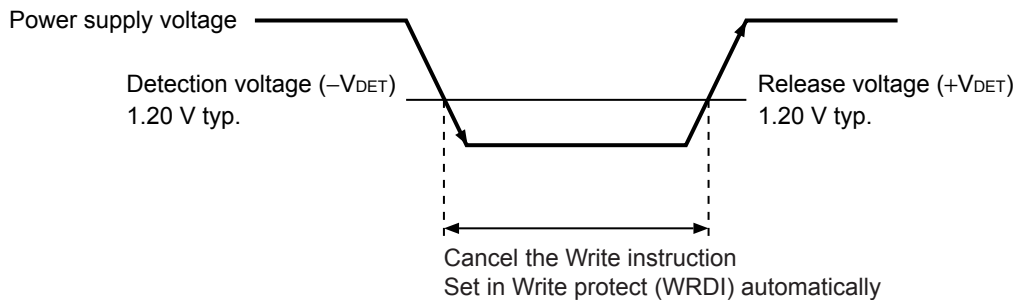 Power supply voltage
Detection voltage (−VDET)
1.20 V typ.
Release voltage (+VDET)
1.20 V typ.
Cancel the Write instruction
Set in Write protect (WRDI) automatically